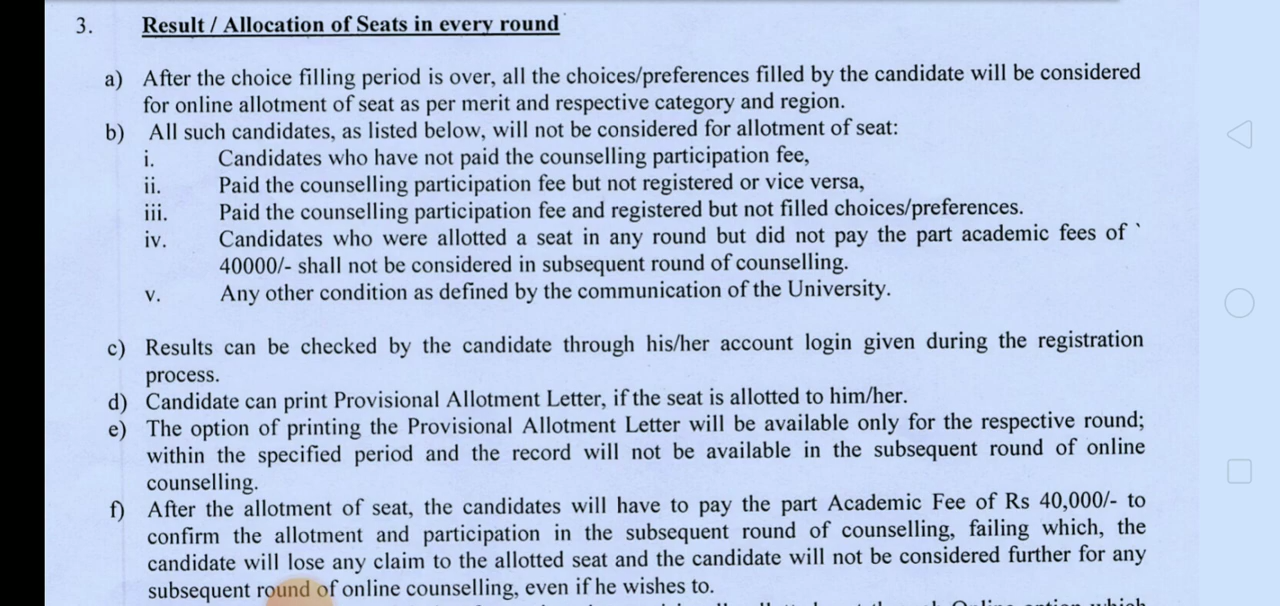 3. Result / Allocation of Seats in every round
a) After the choice filling period is over, all the choices/preferences filled by the candidate will be considered
for online allotment of seat as per merit and respective category and region.
b) All such candidates, as listed below, will not be considered for allotment of seat:
i. Candidates who have not paid the counselling participation fee,
ii. Paid the counselling participation fee but not registered or vice versa,
iii. Paid the counselling participation fee and registered but not filled choices/preferences.
iv. Candidates who were allotted a seat in any round but did not pay the part academic fees of `
40000/- shall not be considered in subsequent round of counselling.
v. Any other condition as defined by the communication of the University.
c) Results can be checked by the candidate through his/her account login given during the registration
process.
d) Candidate can print Provisional Allotment Letter, if the seat is allotted to him/her.
e) The option of printing the Provisional Allotment Letter will be available only for the respective round;
within the specified period and the record will not be available in the subsequent round of online
counselling.
f) After the allotment of seat, the candidates will have to pay the part Academic Fee of Rs 40,000/- to
confirm the allotment and participation in the subsequent round of counselling, failing which, the
candidate will lose any claim to the allotted seat and the candidate will not be considered further for any
subsequent round of online counselling, even if he wishes to.